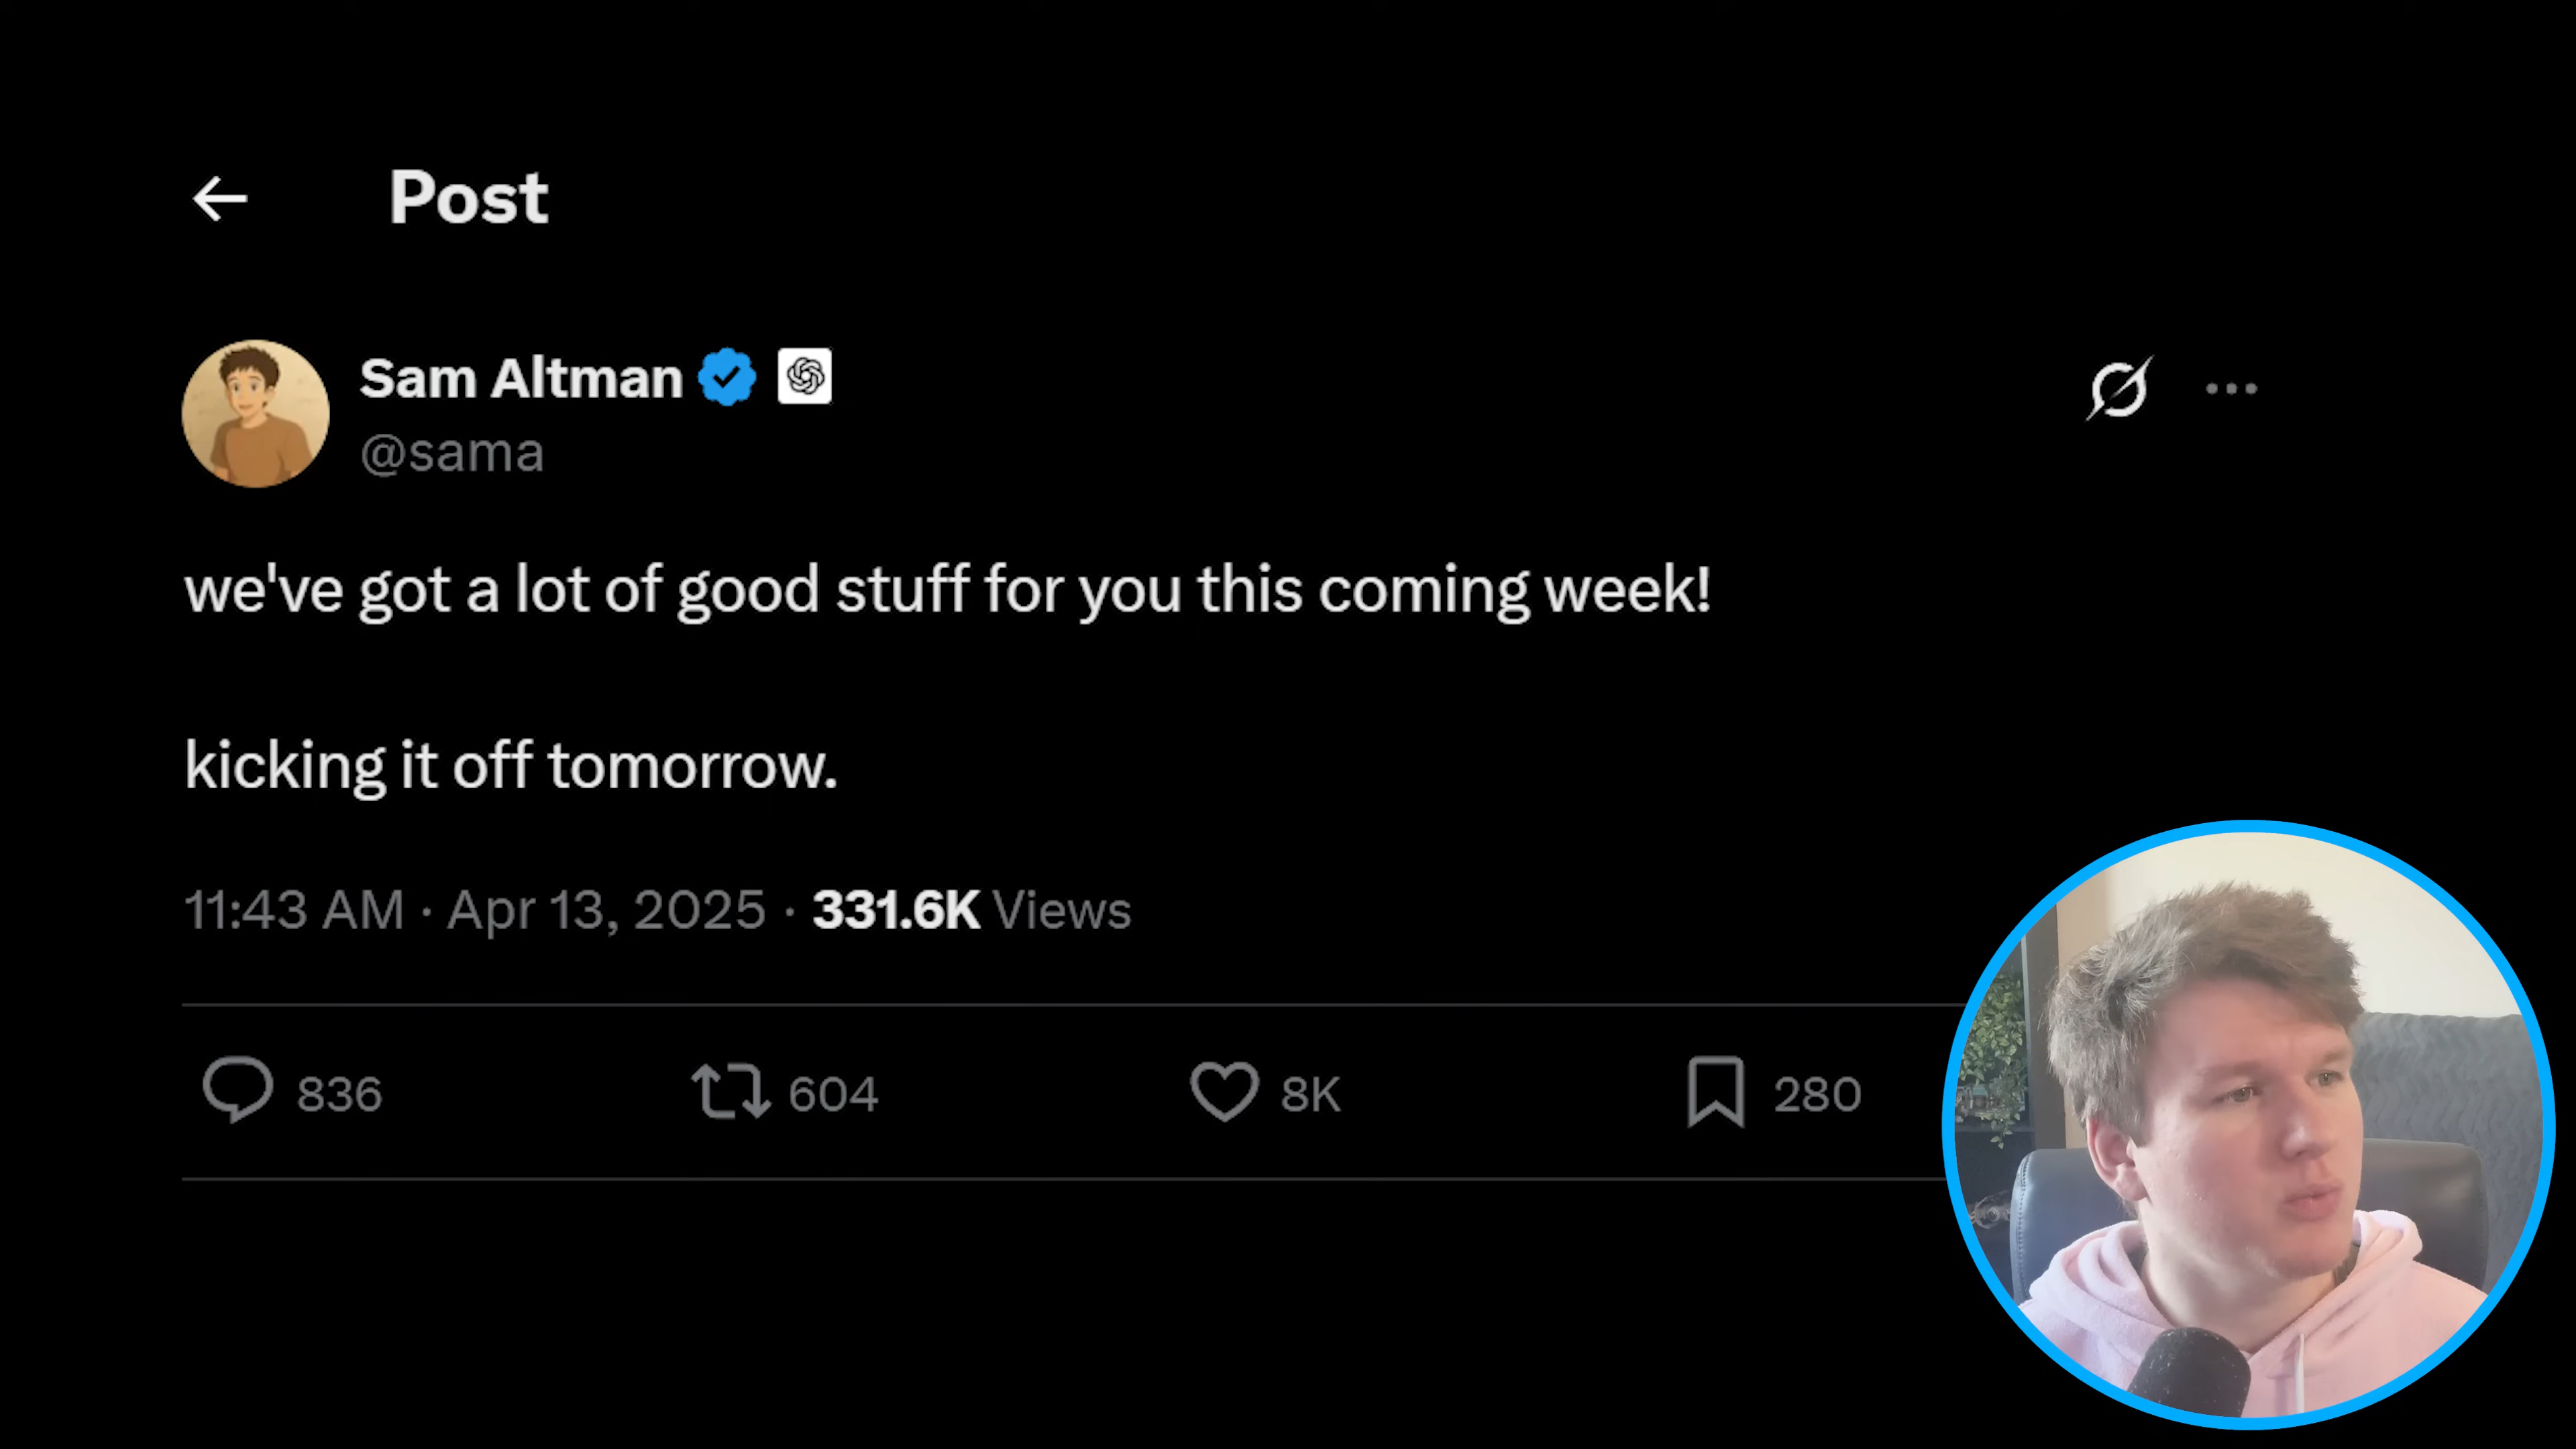 Post
Sam Altman
@sama
we've got a lot of good stuff for you this coming week!
kicking it off tomorrow.
11:43 AM · Apr 13, 2025 · 331.6K Views
836 604 8K 280